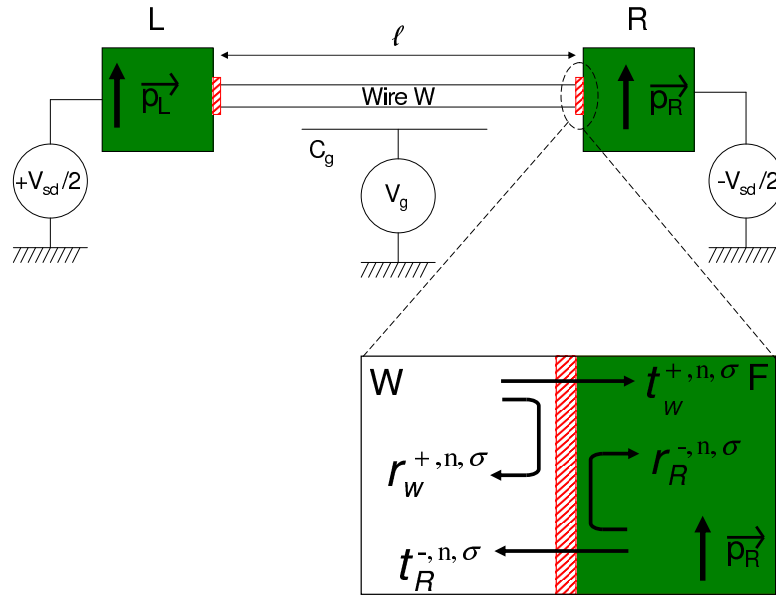 L R
ℓ
p_L Wire W p_R
C_g
+V_sd/2 V_g -V_sd/2
W t_w^{+,n,σ} F
r_w^{+,n,σ} r_R^{-,n,σ}
t_R^{-,n,σ} p_R